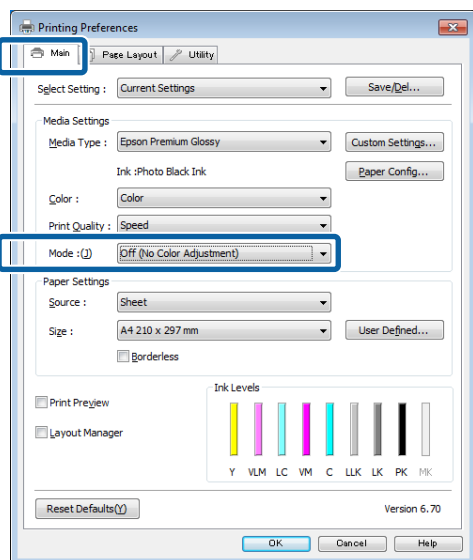 Printing Preferences
Main Page Layout Utility
Select Setting : Current Settings Save/Del...
Media Settings
Media Type : Epson Premium Glossy Custom Settings...
Ink :Photo Black Ink Paper Config...
Color : Color
Print Quality : Speed
Mode :(J) Off (No Color Adjustment)
Paper Settings
Source : Sheet
Size : A4 210 x 297 mm User Defined...
Borderless
Ink Levels
Print Preview
Layout Manager
Y VLM LC VM C LLK LK PK MK
Reset Defaults(Y) Version 6.70
OK Cancel Help